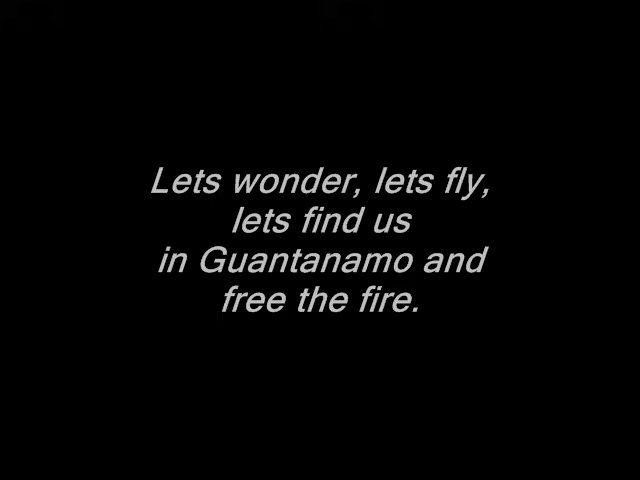 Lets wonder, lets fly,
lets find us
in Guantanamo and
free the fire.